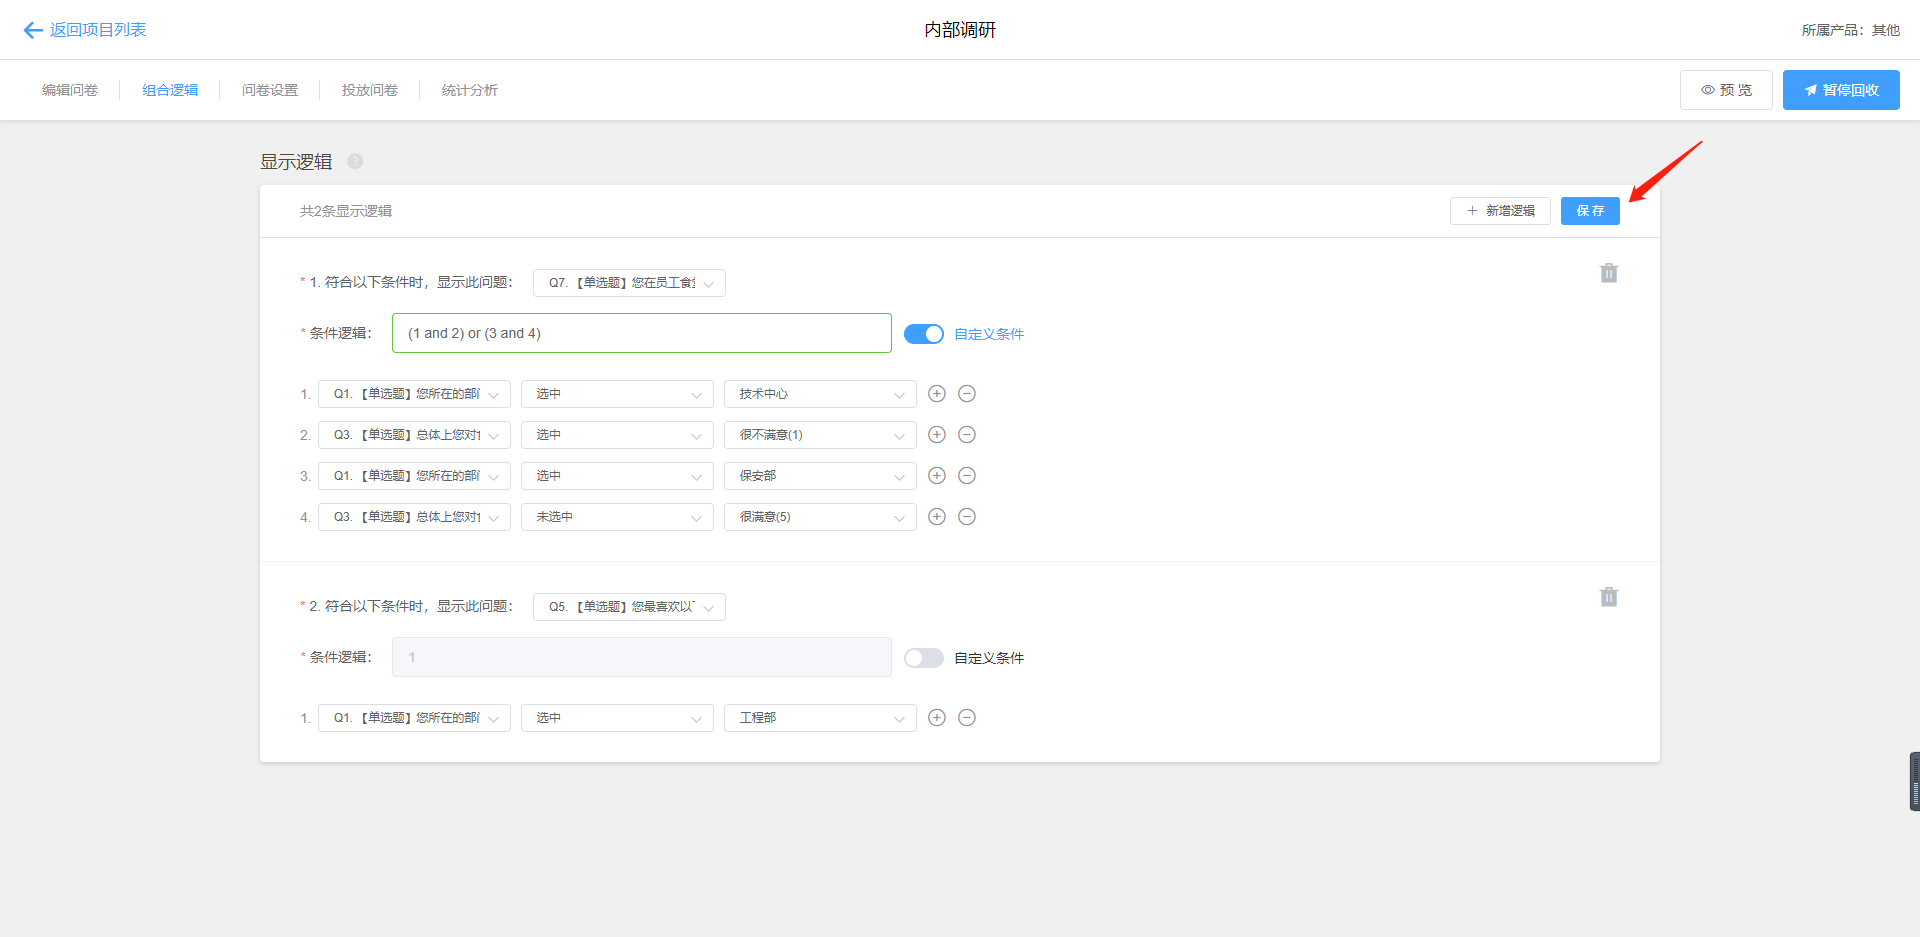 返回项目列表
内部调研
所属产品：其他
编辑问卷
组合逻辑
问卷设置
投放问卷
统计分析
预 览
暂停回收
显示逻辑
共2条显示逻辑
新增逻辑
保 存
* 1. 符合以下条件时，显示此问题： Q7. 【单选题】您在员工食
* 条件逻辑： (1 and 2) or (3 and 4) 自定义条件
1. Q1. 【单选题】您所在的部 选中 技术中心
2. Q3. 【单选题】总体上您对 选中 很不满意(1)
3. Q1. 【单选题】您所在的部 选中 保安部
4. Q3. 【单选题】总体上您对 未选中 很满意(5)
* 2. 符合以下条件时，显示此问题： Q5. 【单选题】您最喜欢以
* 条件逻辑： 1 自定义条件
1. Q1. 【单选题】您所在的部 选中 工程部